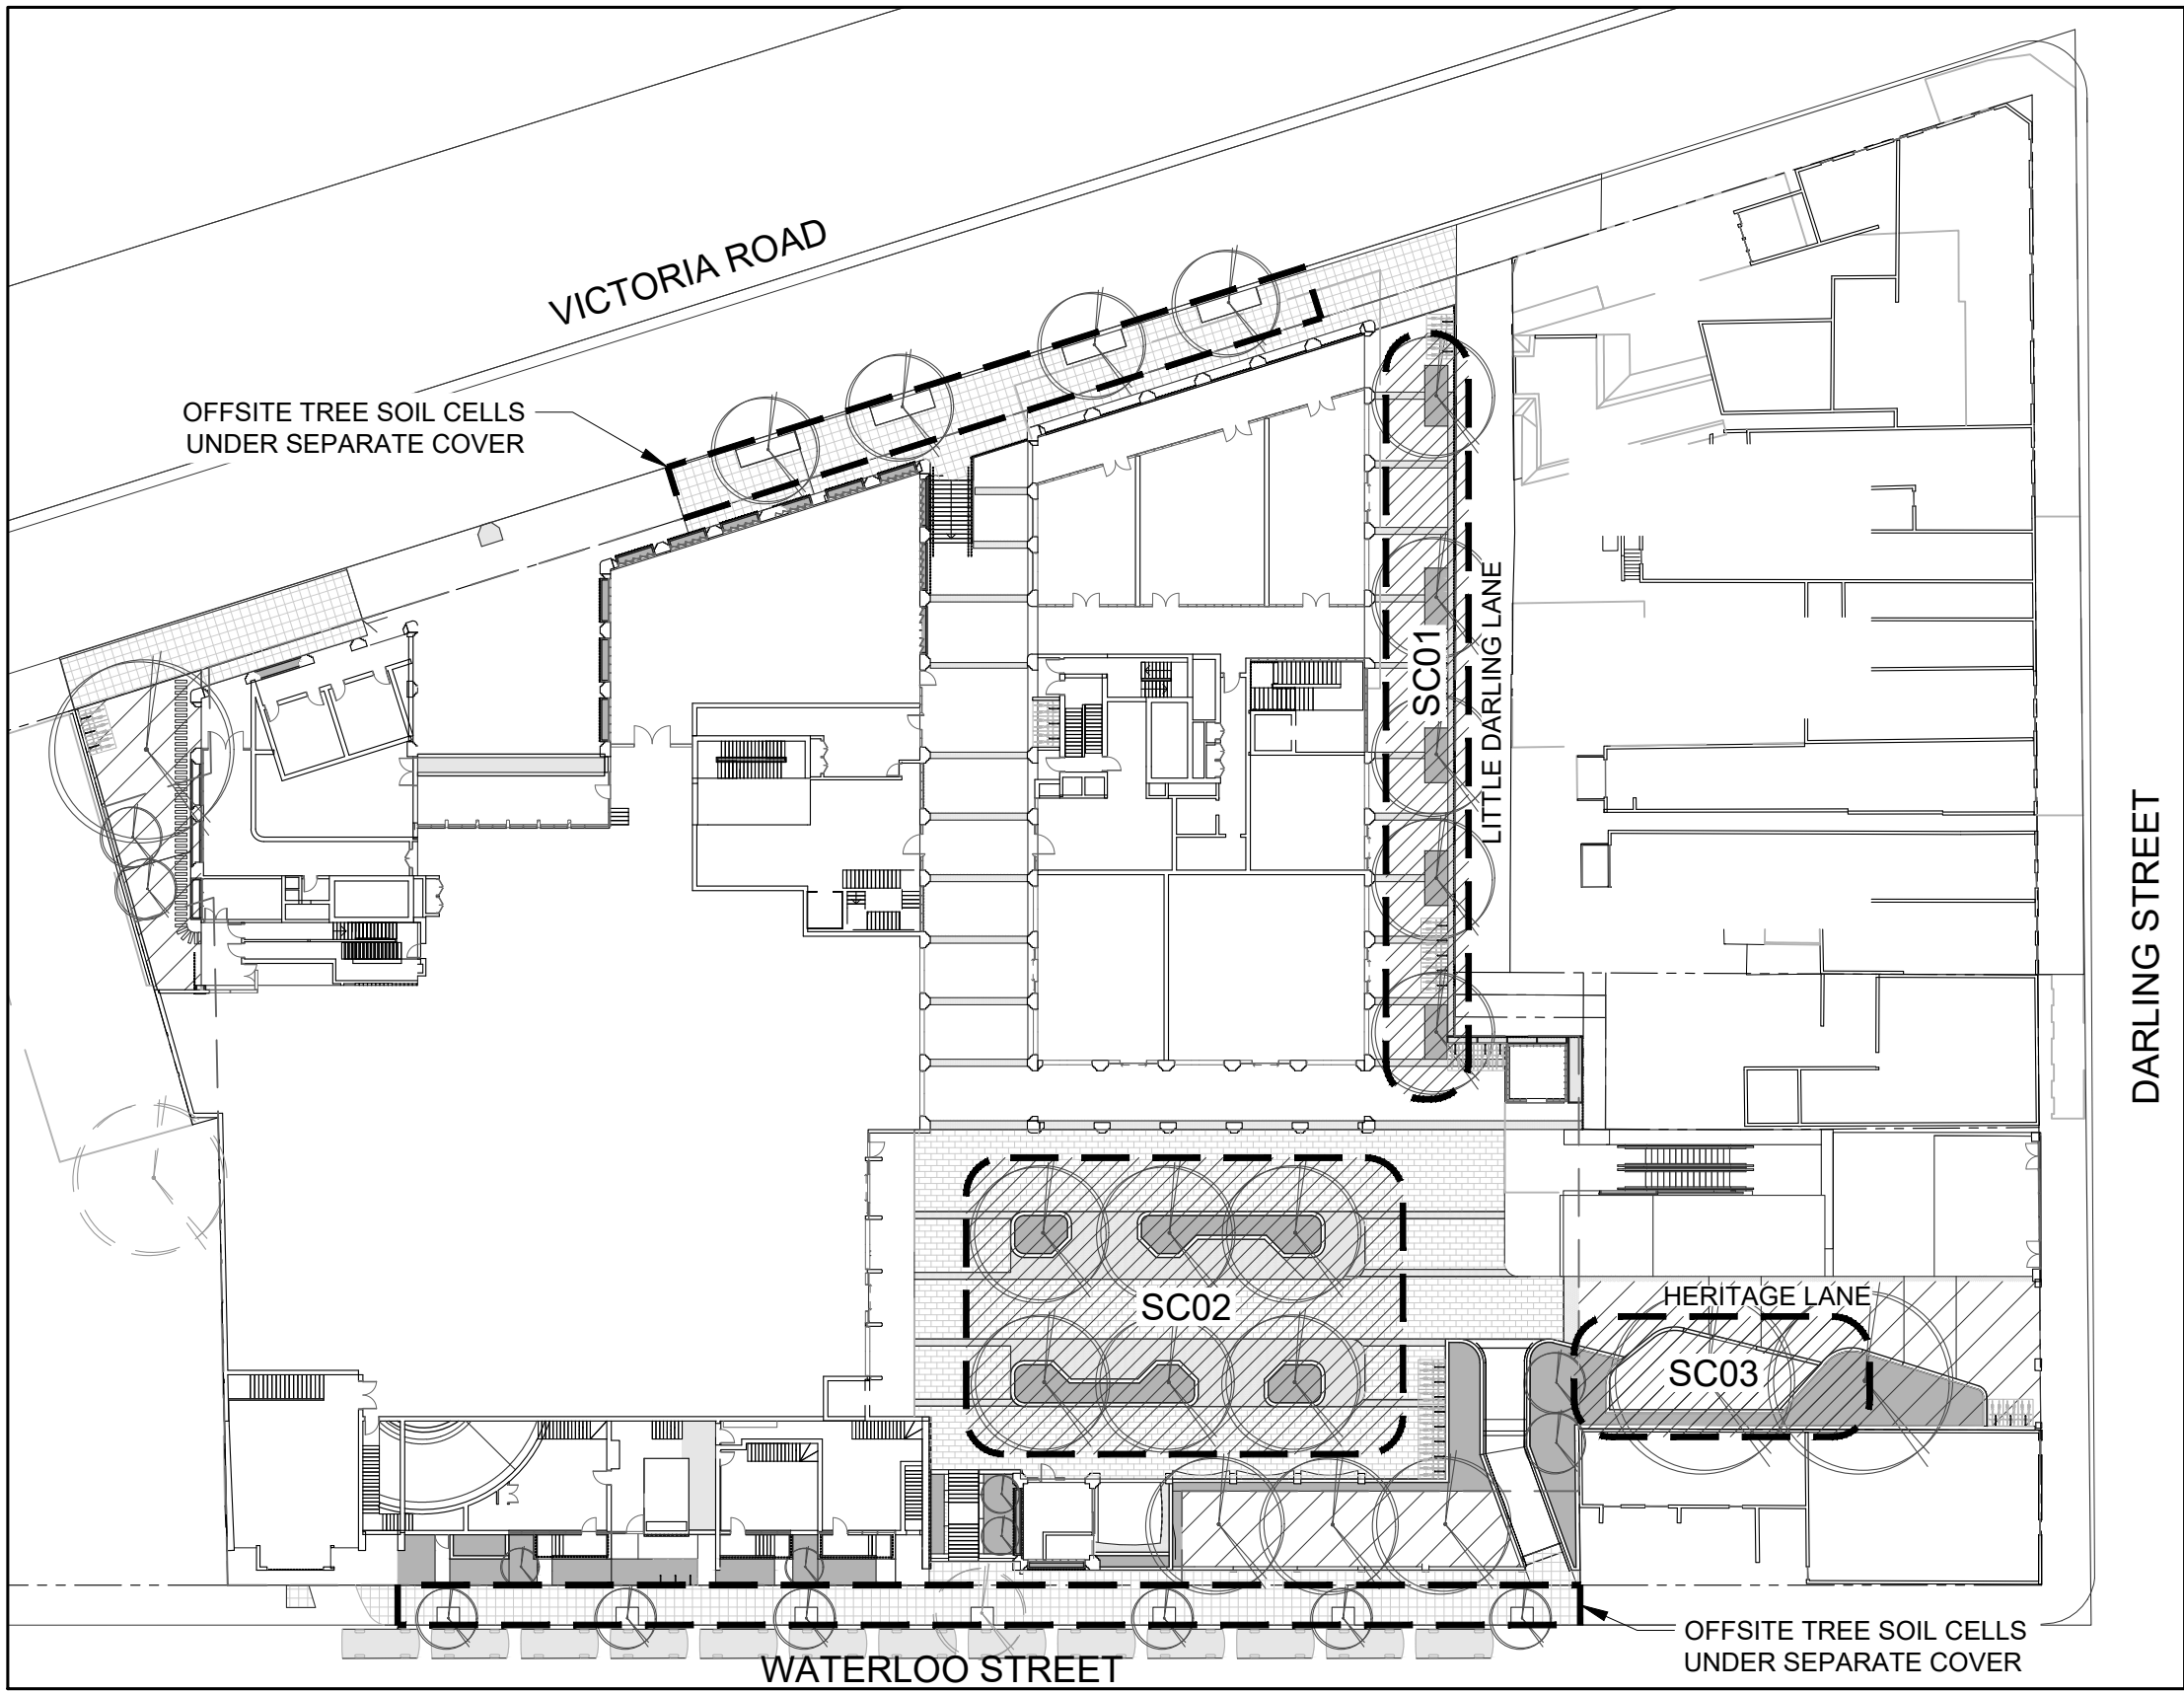 VICTORIA ROAD
OFFSITE TREE SOIL CELLS
UNDER SEPARATE COVER
SC01
LITTLE DARLING LANE
DARLING STREET
SC02
HERITAGE LANE
SC03
OFFSITE TREE SOIL CELLS
UNDER SEPARATE COVER
WATERLOO STREET